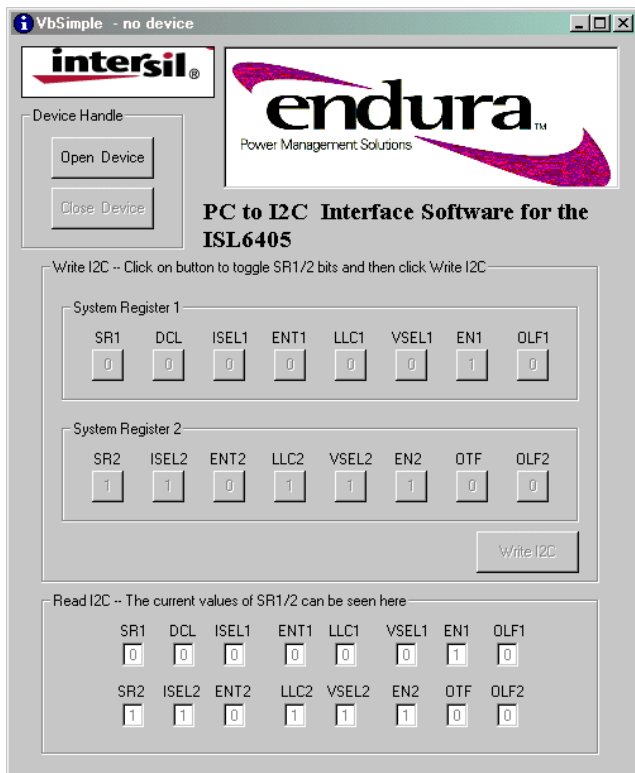 VbSimple - no device
intersil®
endura™
Power Management Solutions
Device Handle
Open Device
Close Device
PC to I2C Interface Software for the
ISL6405
Write I2C -- Click on button to toggle SR1/2 bits and then click Write I2C
System Register 1
SR1 DCL ISEL1 ENT1 LLC1 VSEL1 EN1 OLF1
0 0 0 0 0 0 1 0
System Register 2
SR2 ISEL2 ENT2 LLC2 VSEL2 EN2 OTF OLF2
1 1 0 1 1 1 0 0
Write I2C
Read I2C -- The current values of SR1/2 can be seen here
SR1 DCL ISEL1 ENT1 LLC1 VSEL1 EN1 OLF1
0 0 0 0 0 0 1 0
SR2 ISEL2 ENT2 LLC2 VSEL2 EN2 OTF OLF2
1 1 0 1 1 1 0 0